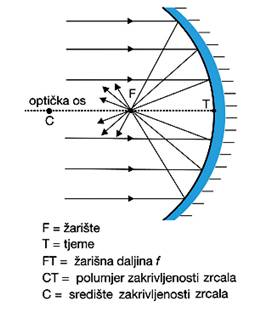 F
optička os
T
C
F = žarište
T = tjeme
FT = žarišna daljina f
CT = polumjer zakrivljenosti zrcala
C = središte zakrivljenosti zrcala